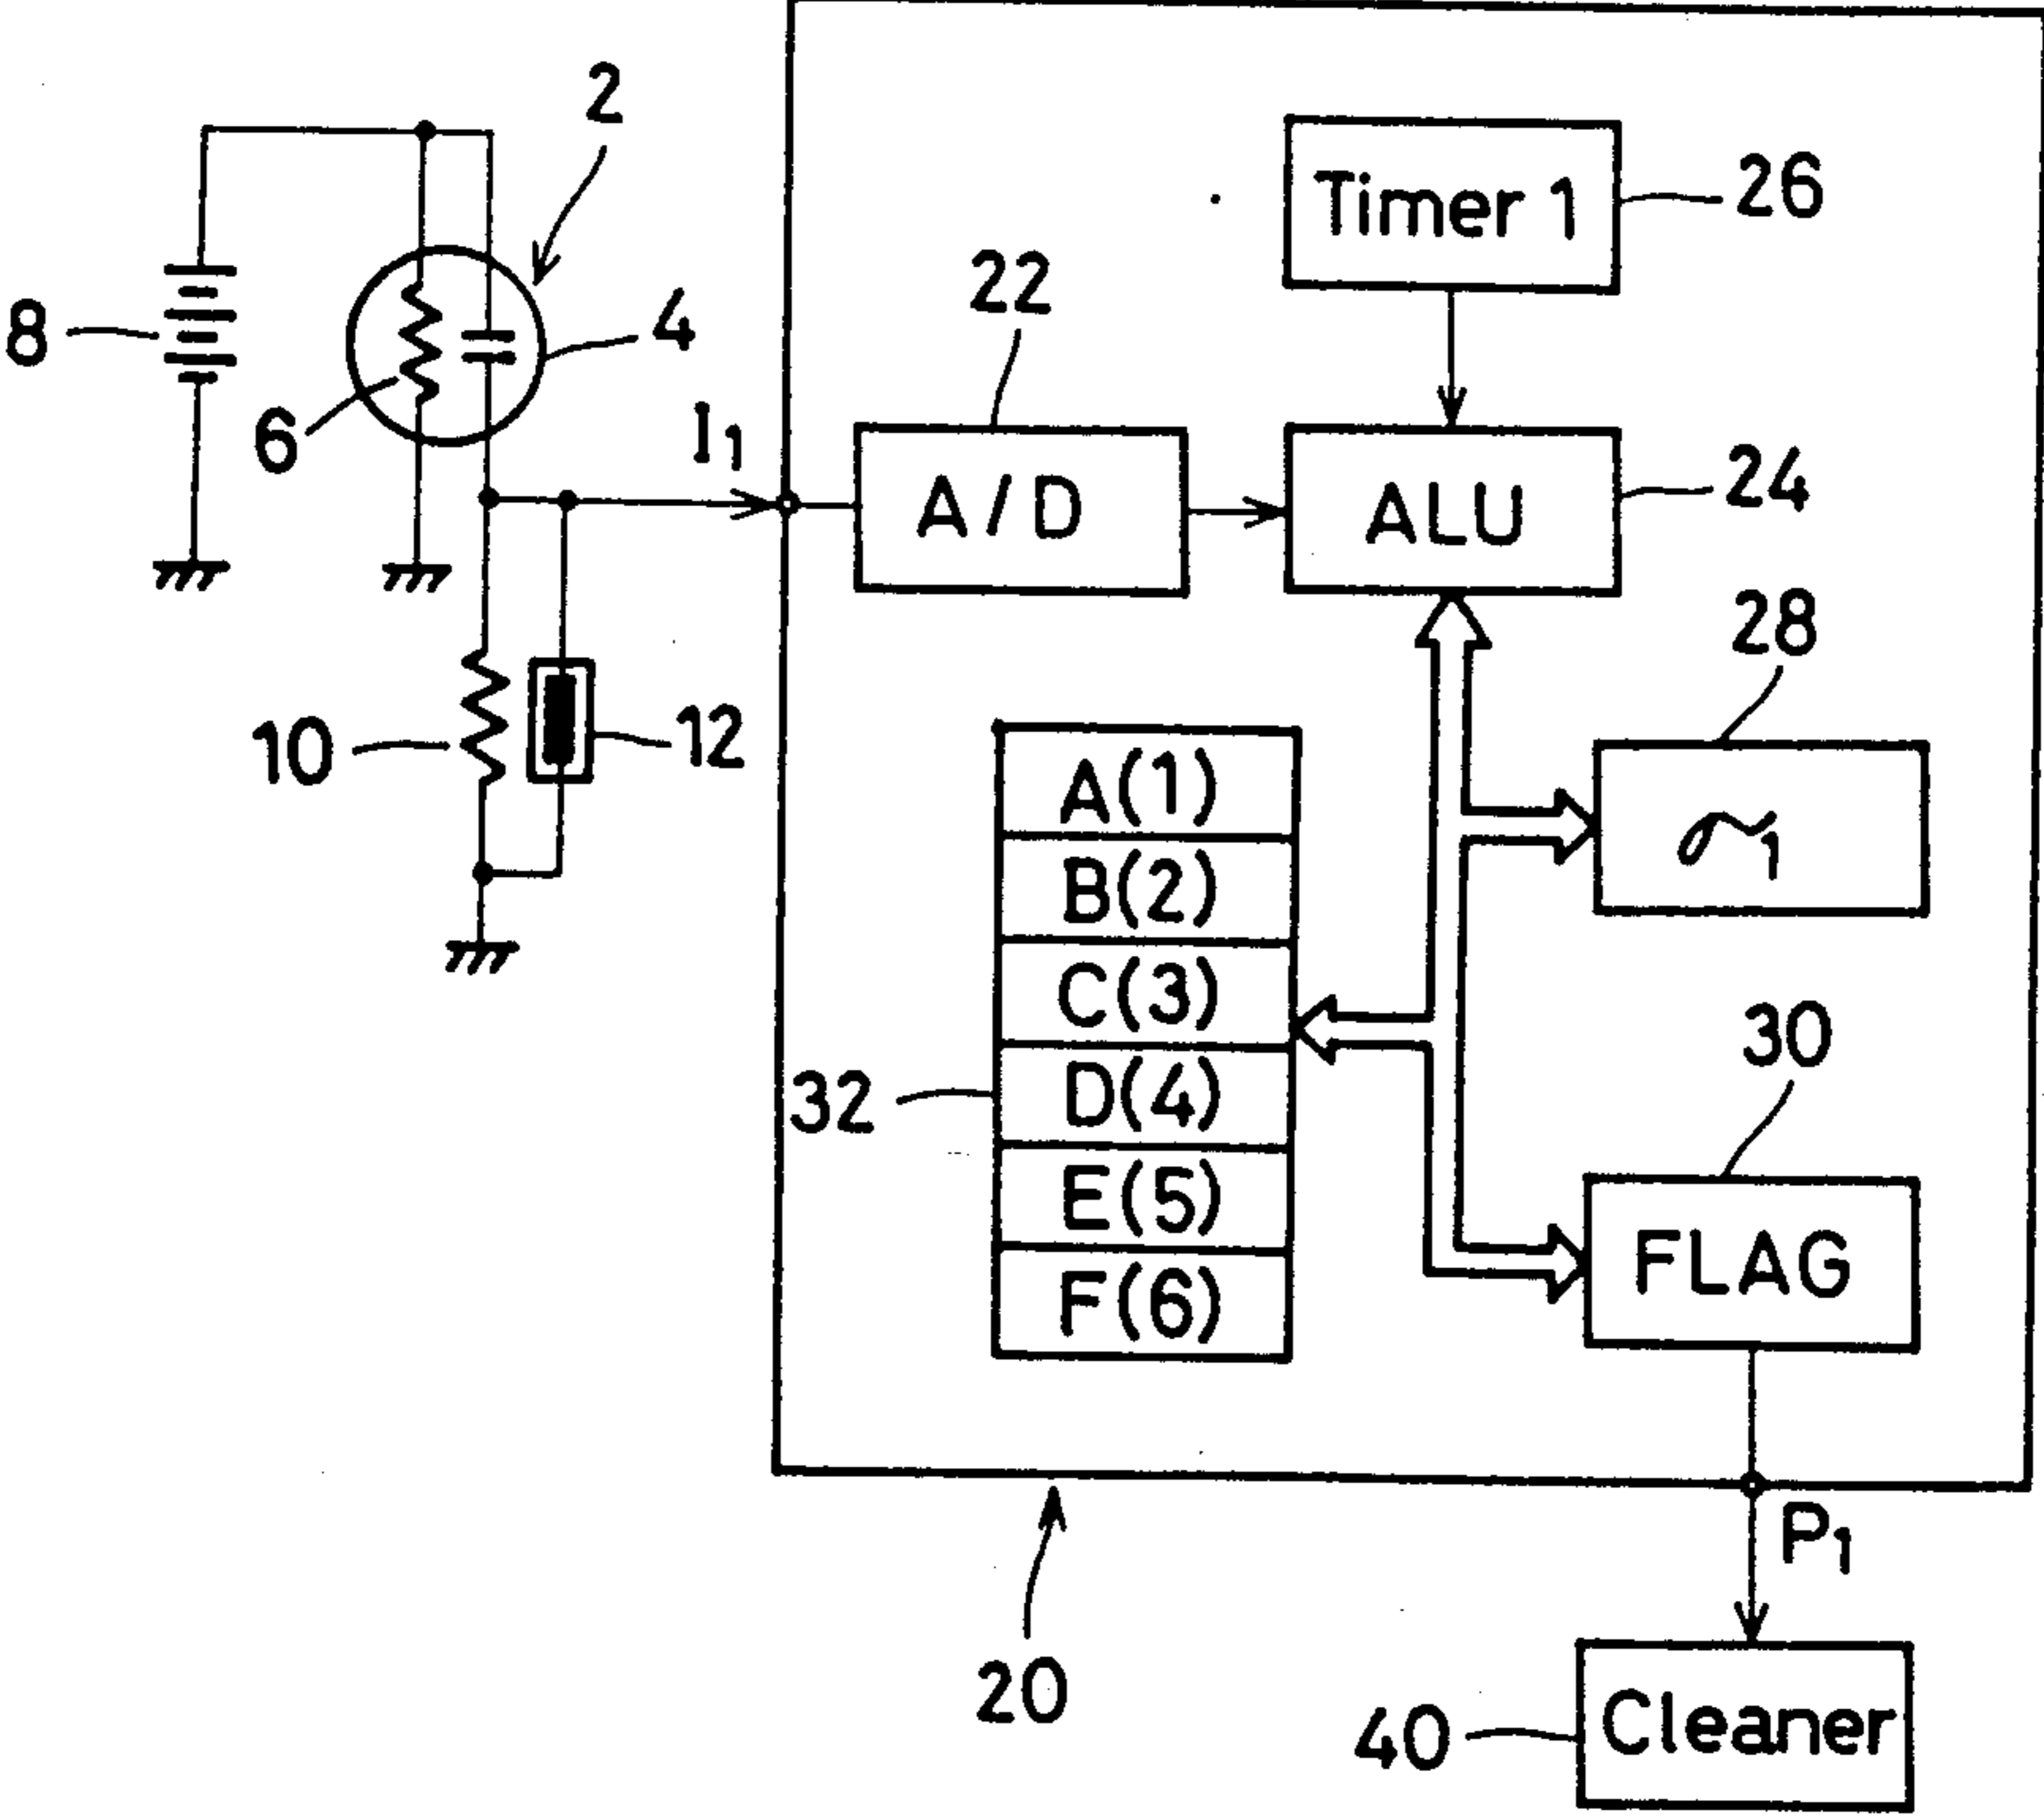 2
Timer 1
26
22
8
4
6
I1
A/D
ALU
24
28
10
12
A(1)
B(2)
C(3)
D(4)
E(5)
F(6)
32
30
FLAG
P1
20
40
Cleaner